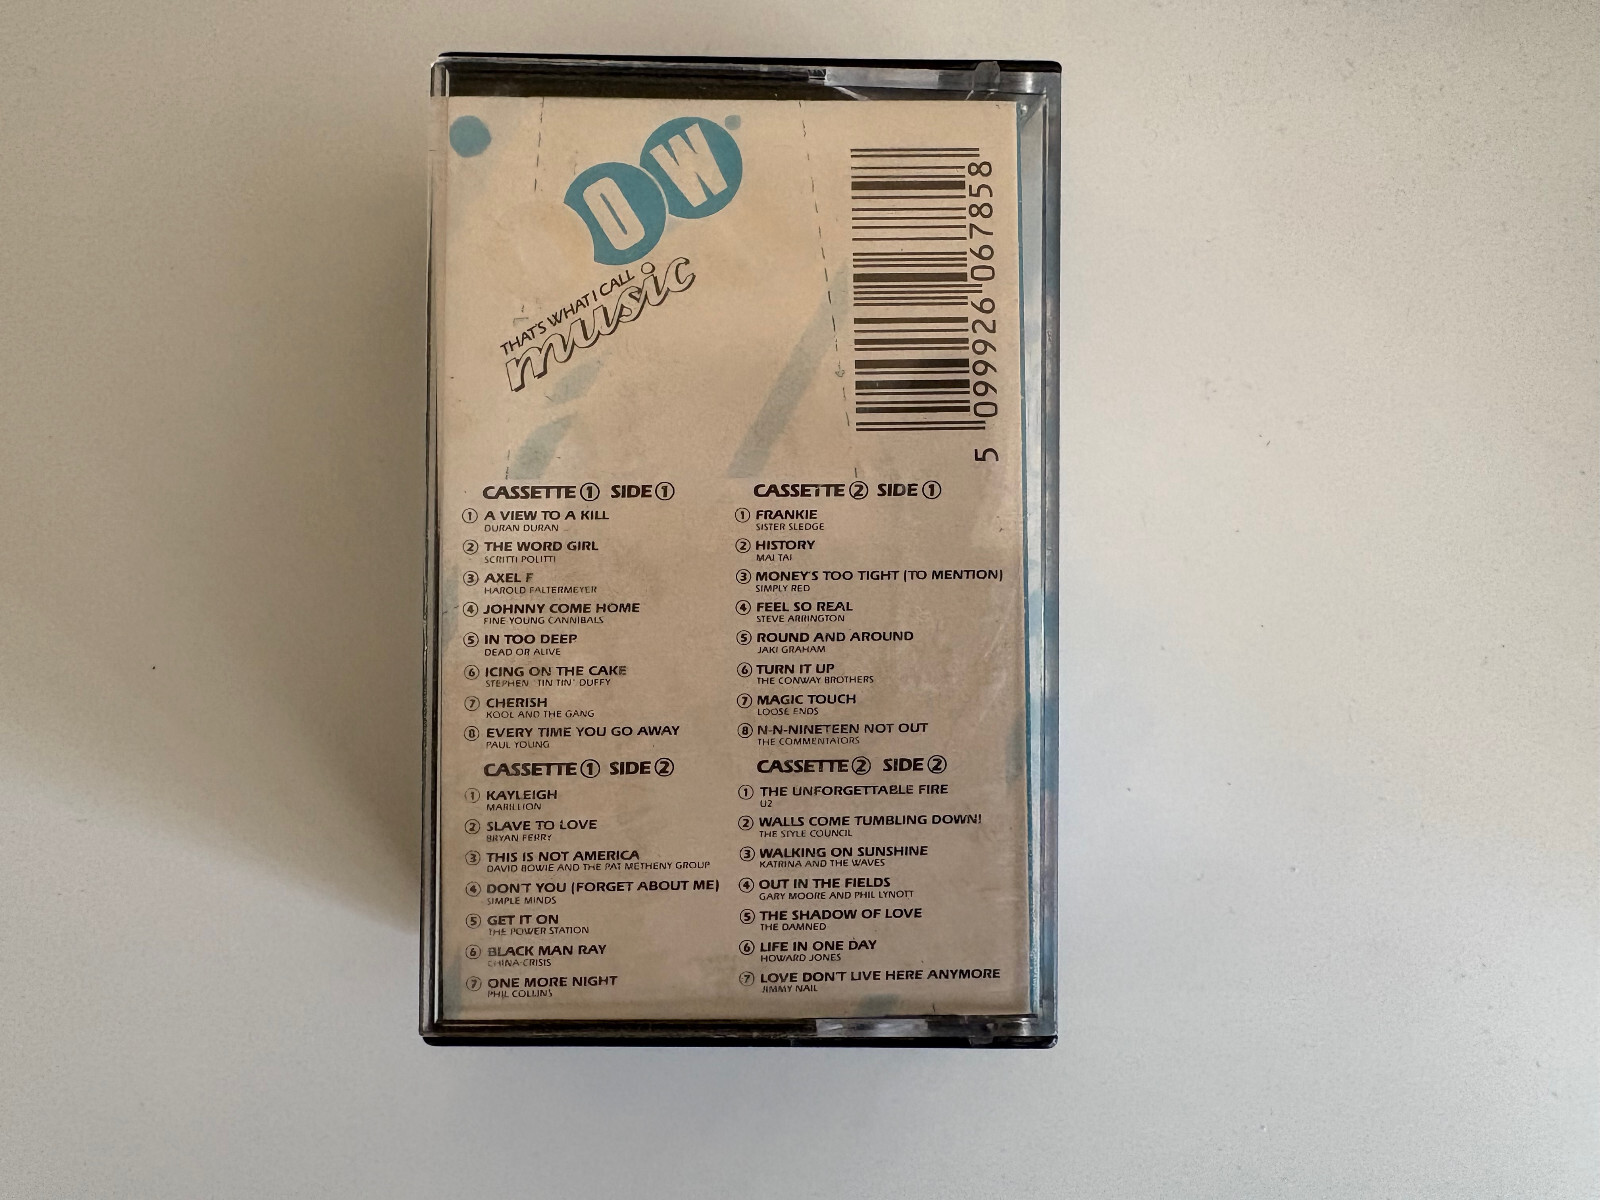 OW
THAT'S WHAT I CALL
music
5 099926 067858
CASSETTE ① SIDE ①
① A VIEW TO A KILL
DURAN DURAN
② THE WORD GIRL
SCRITTI POLITTI
③ AXEL F
HAROLD FALTERMEYER
④ JOHNNY COME HOME
FINE YOUNG CANNIBALS
⑤ IN TOO DEEP
DEAD OR ALIVE
⑥ ICING ON THE CAKE
STEPHEN 'TIN TIN' DUFFY
⑦ CHERISH
KOOL AND THE GANG
⑧ EVERY TIME YOU GO AWAY
PAUL YOUNG
CASSETTE ① SIDE ②
① KAYLEIGH
MARILLION
② SLAVE TO LOVE
BRYAN FERRY
③ THIS IS NOT AMERICA
DAVID BOWIE AND THE PAT METHENY GROUP
④ DON'T YOU (FORGET ABOUT ME)
SIMPLE MINDS
⑤ GET IT ON
THE POWER STATION
⑥ BLACK MAN RAY
CHINA CRISIS
⑦ ONE MORE NIGHT
PHIL COLLINS
CASSETTE ② SIDE ①
① FRANKIE
SISTER SLEDGE
② HISTORY
MAI TAI
③ MONEY'S TOO TIGHT (TO MENTION)
SIMPLY RED
④ FEEL SO REAL
STEVE ARRINGTON
⑤ ROUND AND AROUND
JAKI GRAHAM
⑥ TURN IT UP
THE CONWAY BROTHERS
⑦ MAGIC TOUCH
LOOSE ENDS
⑧ N-N-NINETEEN NOT OUT
THE COMMENTATORS
CASSETTE ② SIDE ②
① THE UNFORGETTABLE FIRE
U2
② WALLS COME TUMBLING DOWN!
THE STYLE COUNCIL
③ WALKING ON SUNSHINE
KATRINA AND THE WAVES
④ OUT IN THE FIELDS
GARY MOORE AND PHIL LYNOTT
⑤ THE SHADOW OF LOVE
THE DAMNED
⑥ LIFE IN ONE DAY
HOWARD JONES
⑦ LOVE DON'T LIVE HERE ANYMORE
JIMMY NAIL